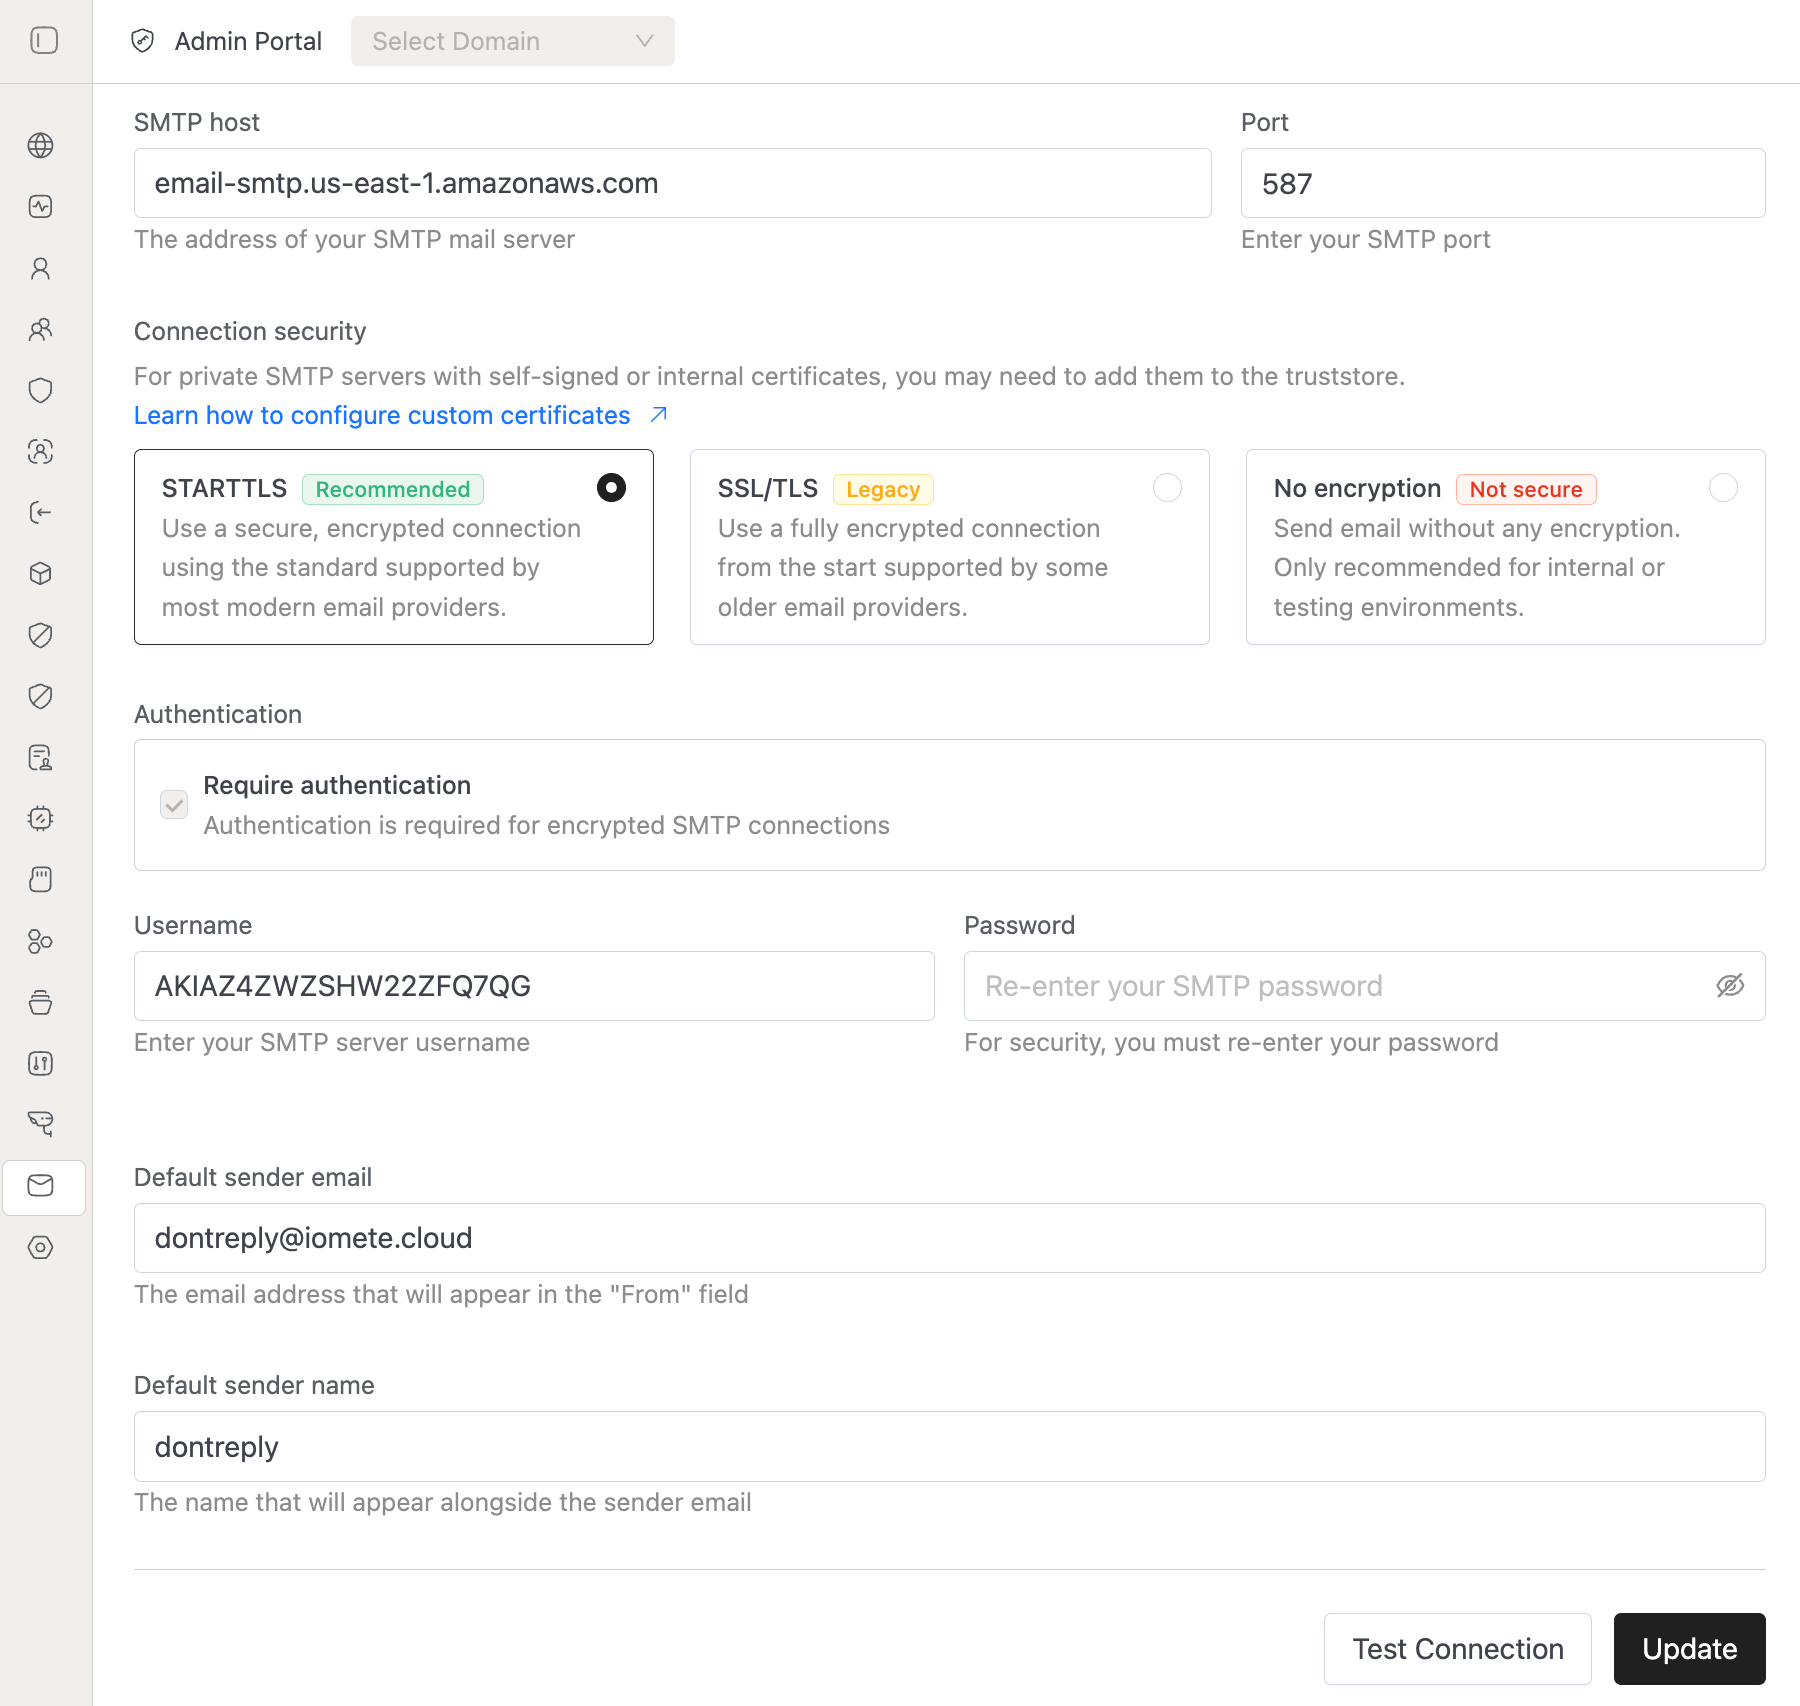 Admin Portal
Select Domain
SMTP host
Port
email-smtp.us-east-1.amazonaws.com
587
The address of your SMTP mail server
Enter your SMTP port
Connection security
For private SMTP servers with self-signed or internal certificates, you may need to add them to the truststore.
Learn how to configure custom certificates
STARTTLS Recommended
Use a secure, encrypted connection
using the standard supported by
most modern email providers.
SSL/TLS Legacy
Use a fully encrypted connection
from the start supported by some
older email providers.
No encryption Not secure
Send email without any encryption.
Only recommended for internal or
testing environments.
Authentication
Require authentication
Authentication is required for encrypted SMTP connections
Username
Password
AKIAZ4ZWZSHW22ZFQ7QG
Re-enter your SMTP password
Enter your SMTP server username
For security, you must re-enter your password
Default sender email
dontreply@iomete.cloud
The email address that will appear in the "From" field
Default sender name
dontreply
The name that will appear alongside the sender email
Test Connection
Update